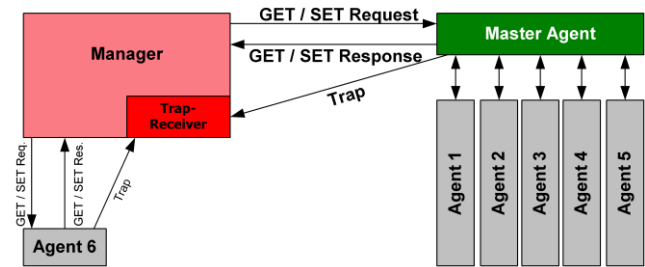 GET / SET Request
Master Agent
Manager
GET / SET Response
Trap
Trap-
Receiver
GET / SET Req.
GET / SET Res.
Trap
Agent 1
Agent 2
Agent 3
Agent 4
Agent 5
Agent 6